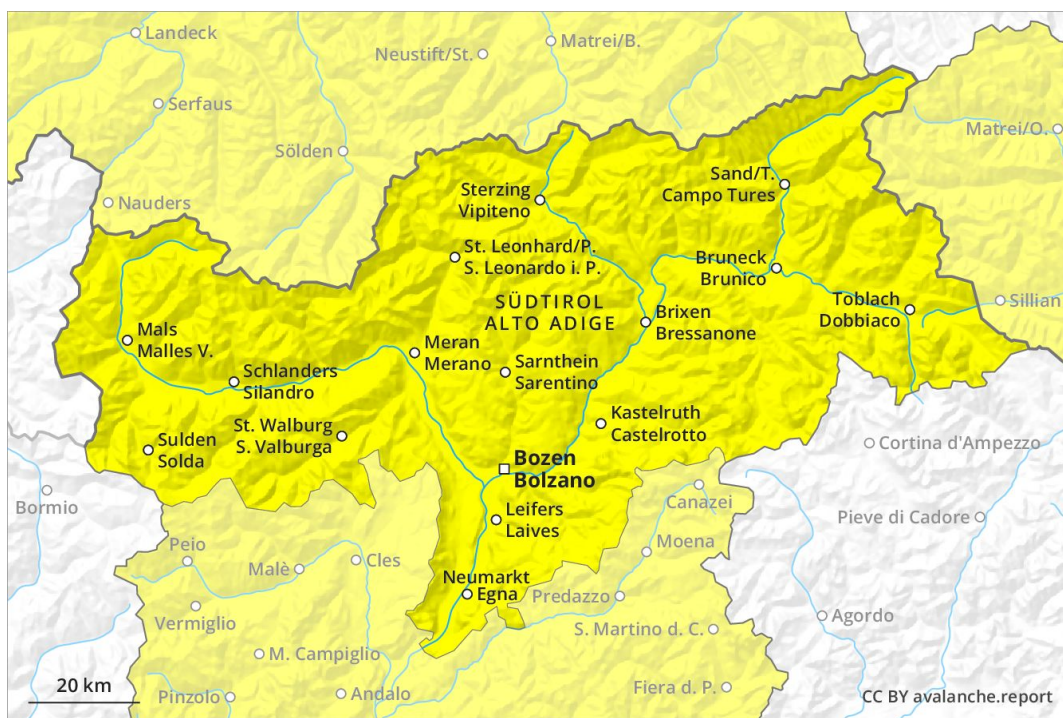 Landeck
Neustift/St.
Matrei/B.
Serfaus
Sölden
Matrei/O.
Nauders
Sterzing
Vipiteno
Sand/T.
Campo Tures
St. Leonhard/P.
S. Leonardo i. P.
Bruneck
Brunico
SÜDTIROL
ALTO ADIGE
Toblach
Dobbiaco
Sillian
Mals
Malles V.
Meran
Merano
Brixen
Bressanone
Schlanders
Silandro
Sarnthein
Sarentino
St. Walburg
S. Valburga
Kastelruth
Castelrotto
Sulden
Solda
Cortina d'Ampezzo
Bozen
Bolzano
Bormio
Canazei
Leifers
Laives
Pieve di Cadore
Peio
Cles
Moena
Malè
Neumarkt
Egna
Predazzo
Vermiglio
Agordo
S. Martino d. C.
M. Campiglio
20 km
Pinzolo
Andalo
Fiera d. P.
CC BY avalanche.report